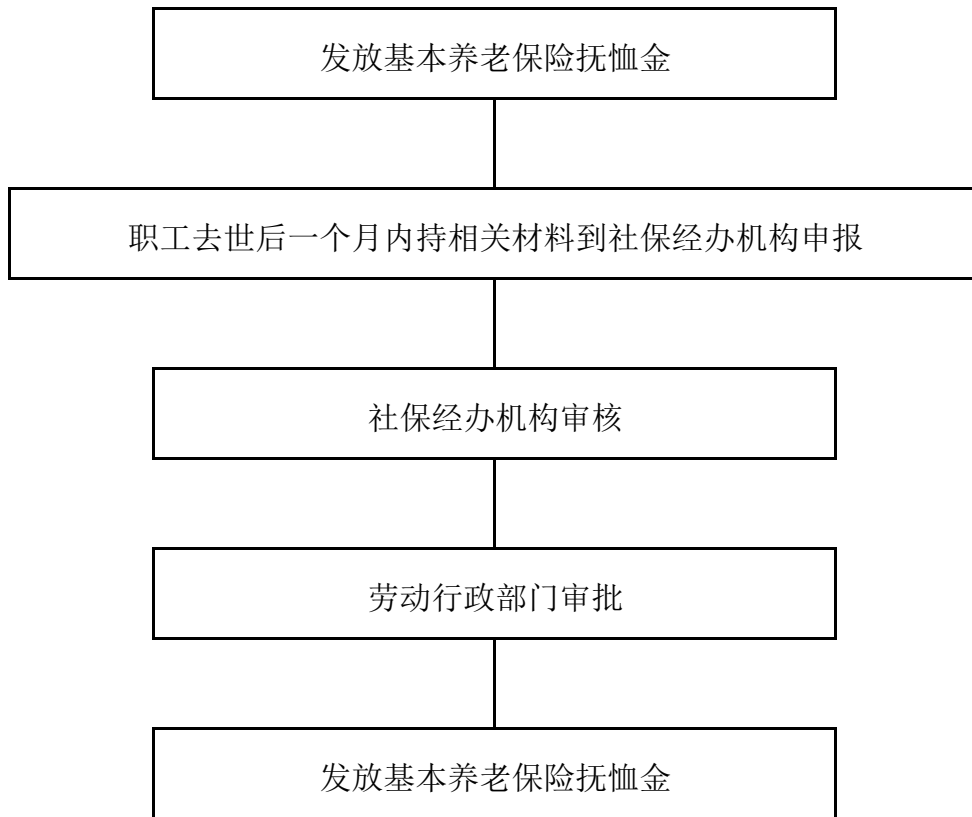 发放基本养老保险抚恤金
职工去世后一个月内持相关材料到社保经办机构申报
社保经办机构审核
劳动行政部门审批
发放基本养老保险抚恤金